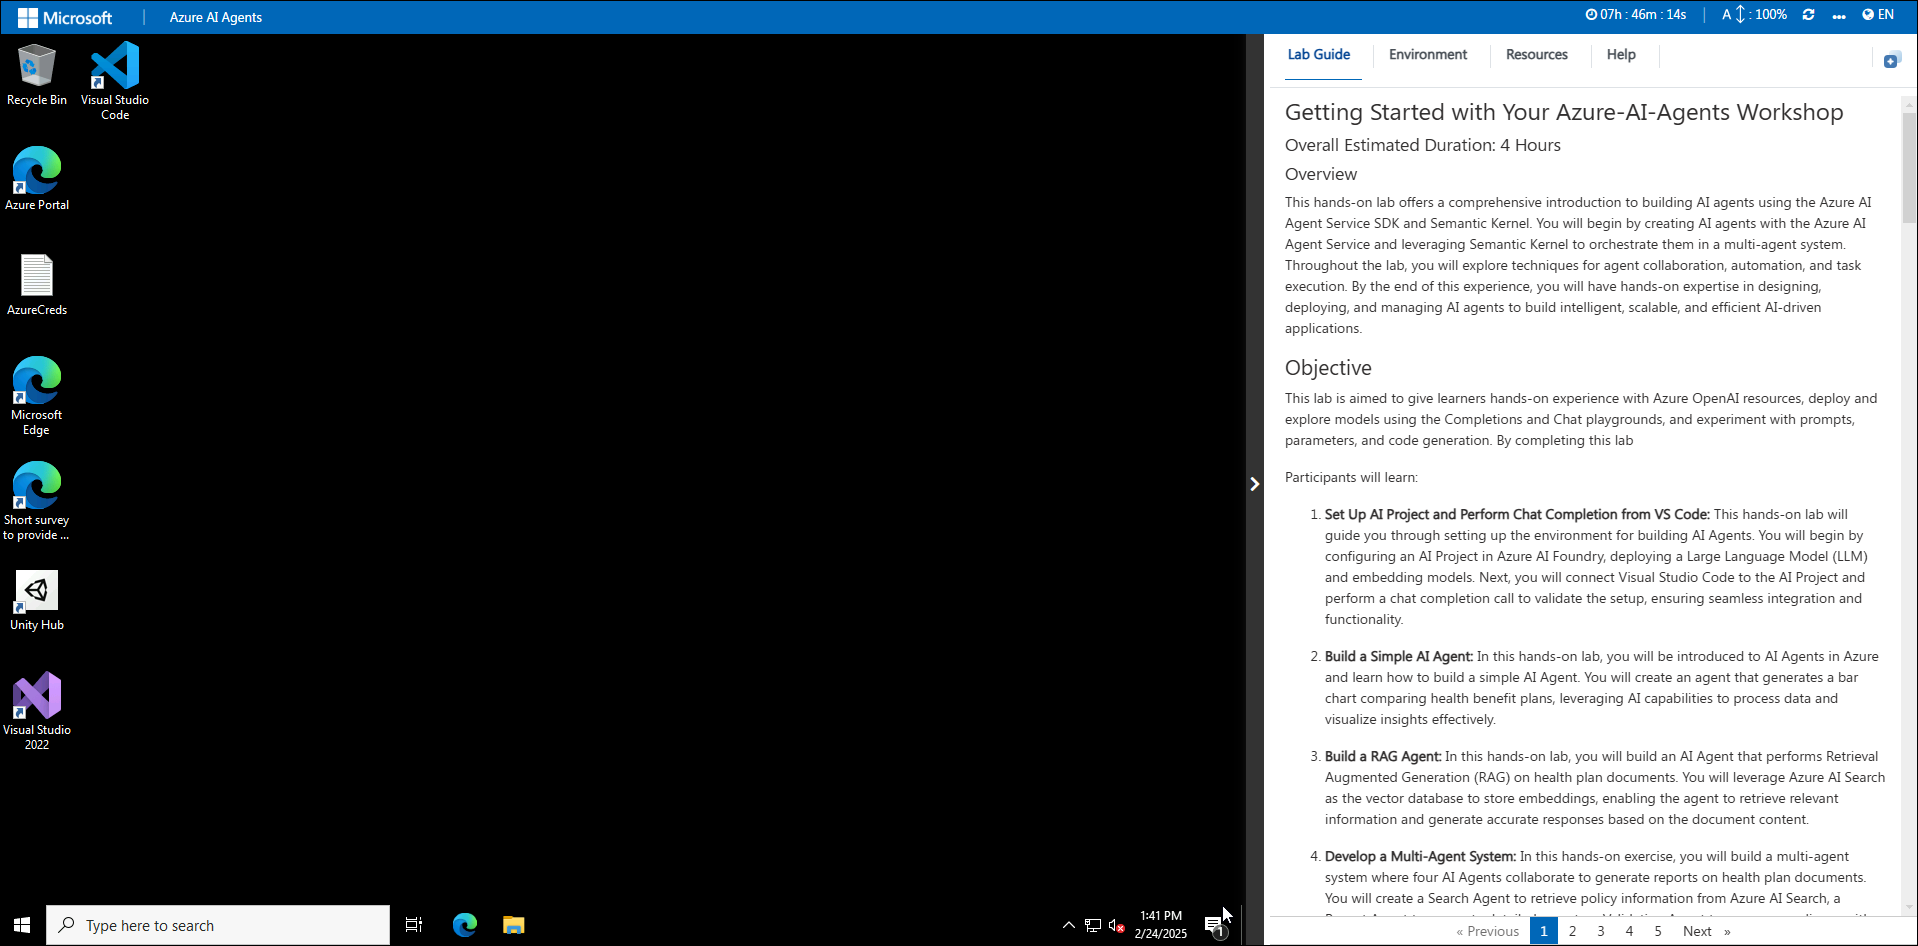 Microsoft
Azure AI Agents
07h : 46m : 14s
A : 100%
EN
Recycle Bin
Visual Studio
Code
Azure Portal
AzureCreds
Microsoft
Edge
Short survey
to provide ...
Unity Hub
Visual Studio
2022
Type here to search
1:41 PM
2/24/2025
1
Lab Guide
Environment
Resources
Help
Getting Started with Your Azure-AI-Agents Workshop
Overall Estimated Duration: 4 Hours
Overview
This hands-on lab offers a comprehensive introduction to building AI agents using the Azure AI
Agent Service SDK and Semantic Kernel. You will begin by creating AI agents with the Azure AI
Agent Service and leveraging Semantic Kernel to orchestrate them in a multi-agent system.
Throughout the lab, you will explore techniques for agent collaboration, automation, and task
execution. By the end of this experience, you will have hands-on expertise in designing,
deploying, and managing AI agents to build intelligent, scalable, and efficient AI-driven
applications.
Objective
This lab is aimed to give learners hands-on experience with Azure OpenAI resources, deploy and
explore models using the Completions and Chat playgrounds, and experiment with prompts,
parameters, and code generation. By completing this lab
Participants will learn:
1. Set Up AI Project and Perform Chat Completion from VS Code: This hands-on lab will
guide you through setting up the environment for building AI Agents. You will begin by
configuring an AI Project in Azure AI Foundry, deploying a Large Language Model (LLM)
and embedding models. Next, you will connect Visual Studio Code to the AI Project and
perform a chat completion call to validate the setup, ensuring seamless integration and
functionality.
2. Build a Simple AI Agent: In this hands-on lab, you will be introduced to AI Agents in Azure
and learn how to build a simple AI Agent. You will create an agent that generates a bar
chart comparing health benefit plans, leveraging AI capabilities to process data and
visualize insights effectively.
3. Build a RAG Agent: In this hands-on lab, you will build an AI Agent that performs Retrieval
Augmented Generation (RAG) on health plan documents. You will leverage Azure AI Search
as the vector database to store embeddings, enabling the agent to retrieve relevant
information and generate accurate responses based on the document content.
4. Develop a Multi-Agent System: In this hands-on exercise, you will build a multi-agent
system where four AI Agents collaborate to generate reports on health plan documents.
You will create a Search Agent to retrieve policy information from Azure AI Search, a
« Previous 1 2 3 4 5 Next »